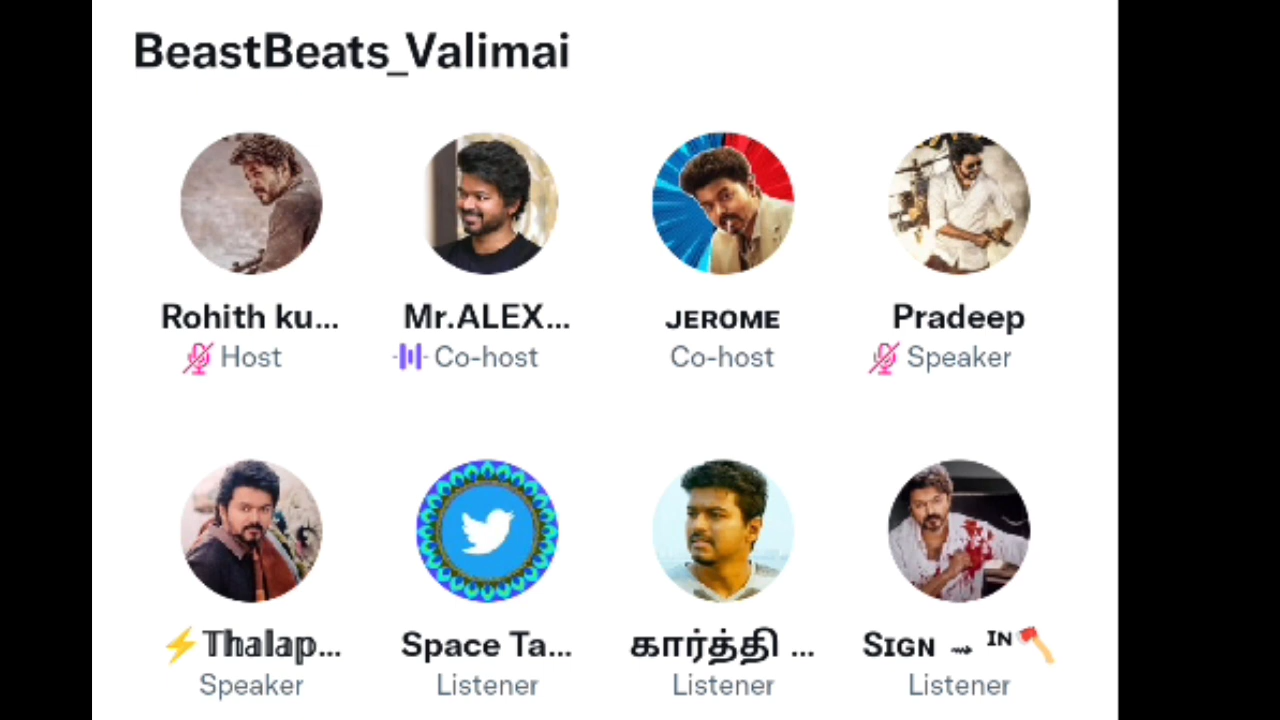 BeastBeats_Valimai
Rohith ku... Mr.ALEX... JEROME Pradeep
Host Co-host Co-host Speaker
⚡𝕋𝕙𝕒𝕝𝕒𝕡... Space Ta... கார்த்தி ... Sɪɢɴ ⇝ ᴵᴺ🪓
Speaker Listener Listener Listener